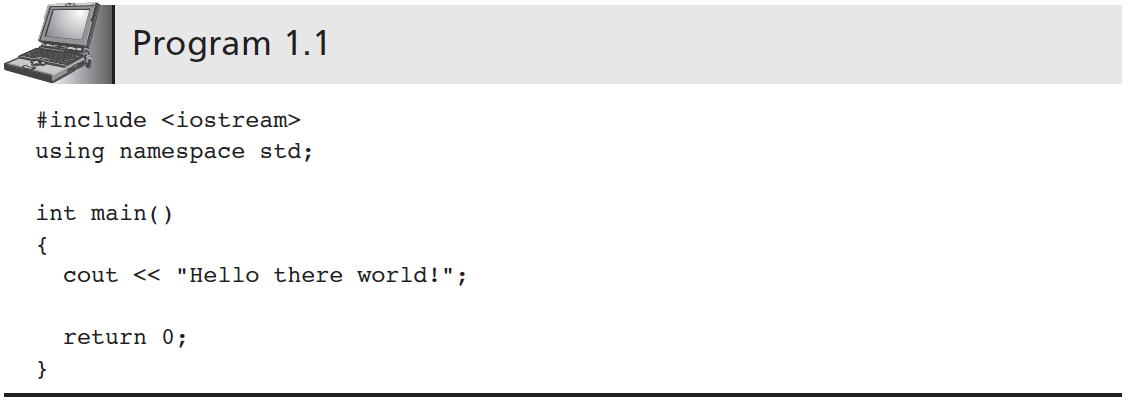 Program 1.1
#include <iostream>
using namespace std;
int main()
{
  cout << "Hello there world!";
  return 0;
}